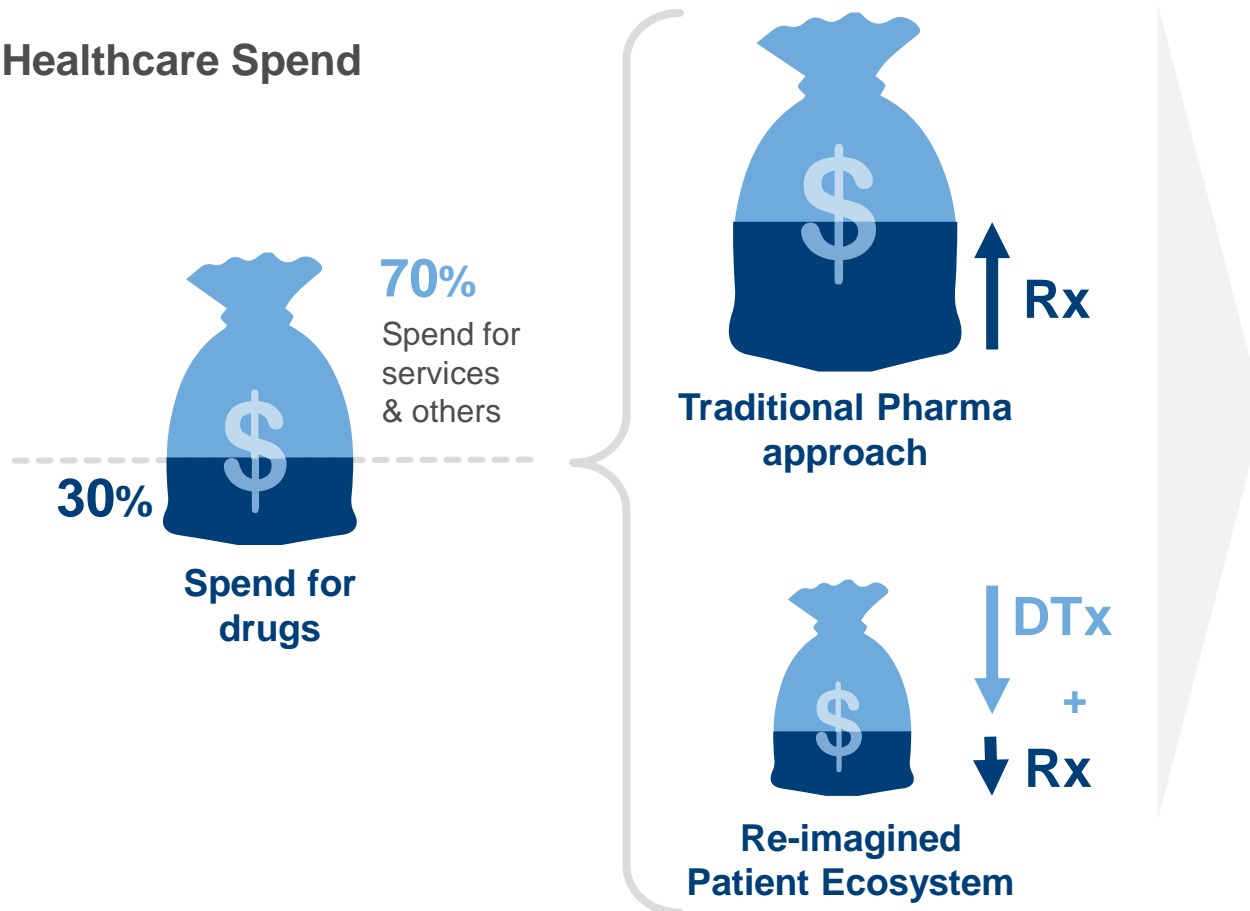 Healthcare Spend
70%
Spend for
services
& others
30%
$
Spend for
drugs
$
Rx
Traditional Pharma
approach
DTx
+
$
Rx
Re-imagined
Patient Ecosystem